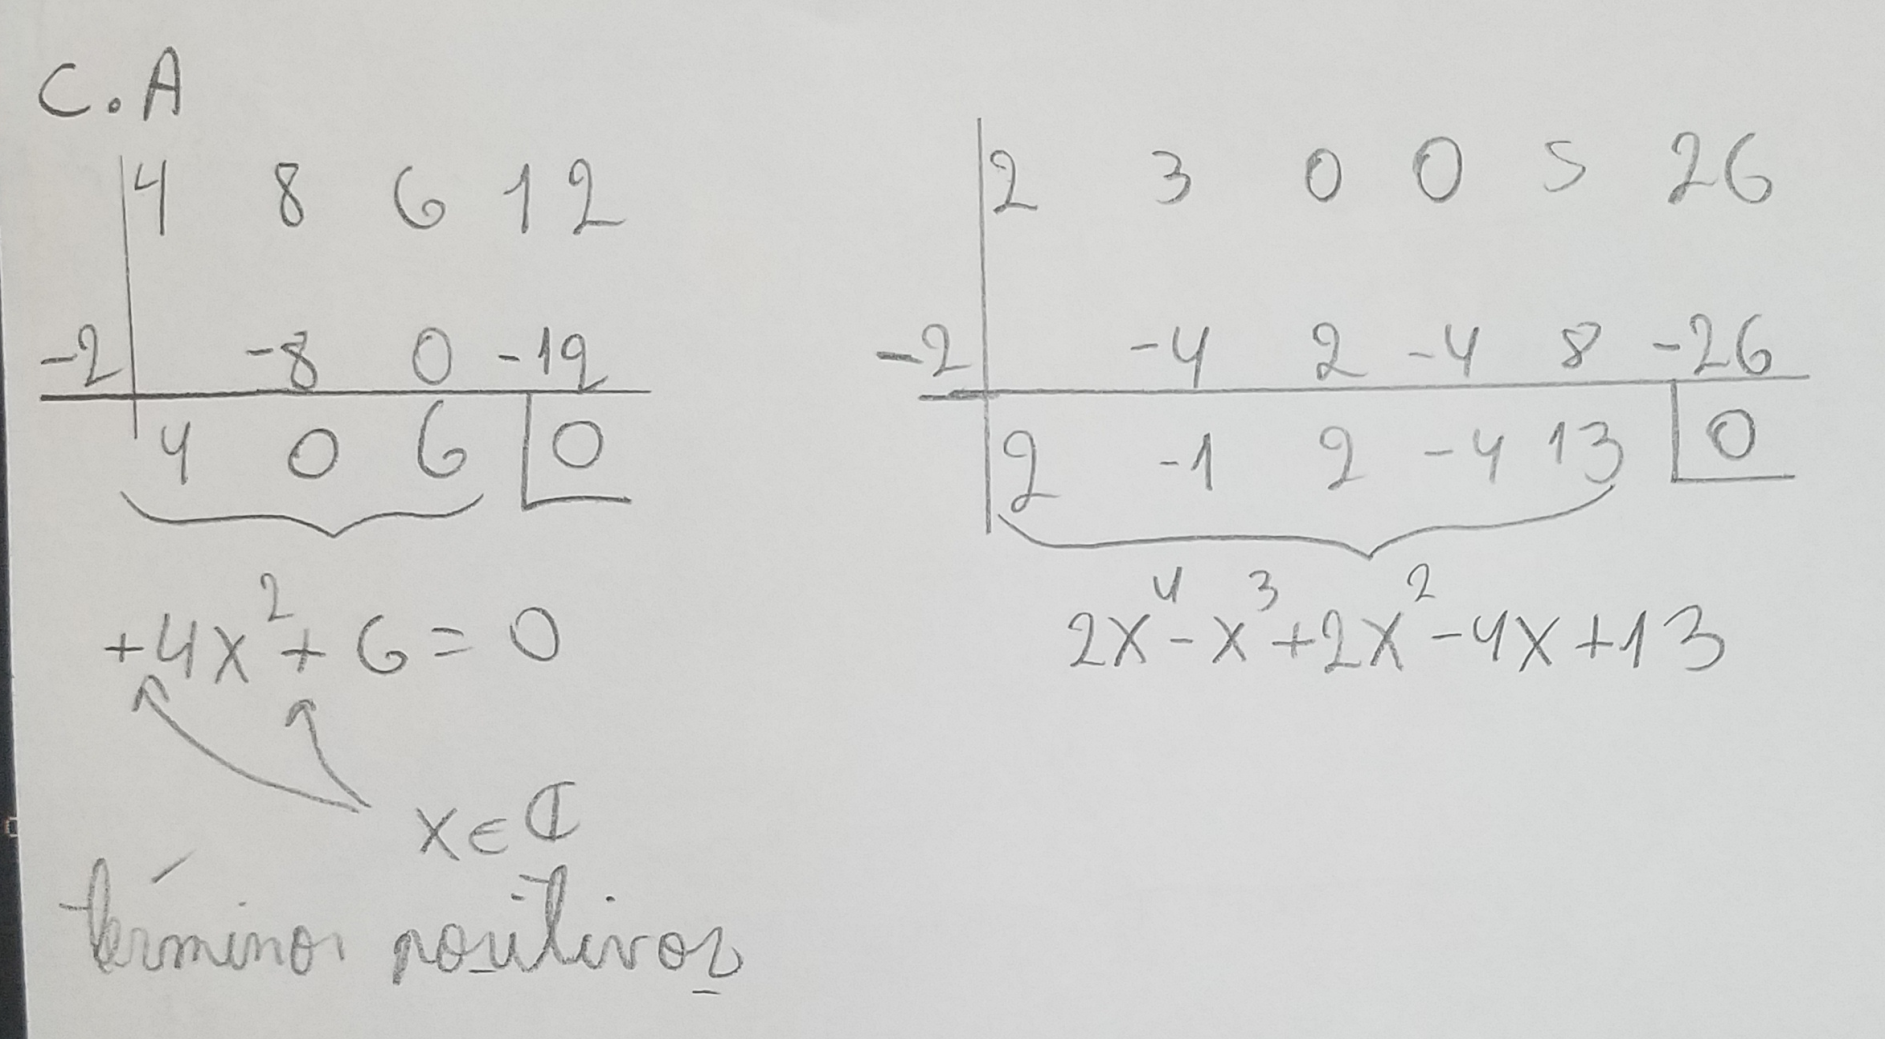 C.A
4 8 6 12
-2 -8 0 -12
4 0 6 0
+4x²+6=0
x∈ℂ
términos positivos
2 3 0 0 5 26
-2 -4 2 -4 8 -26
2 -1 2 -4 13 0
2x⁴-x³+2x²-4x+13